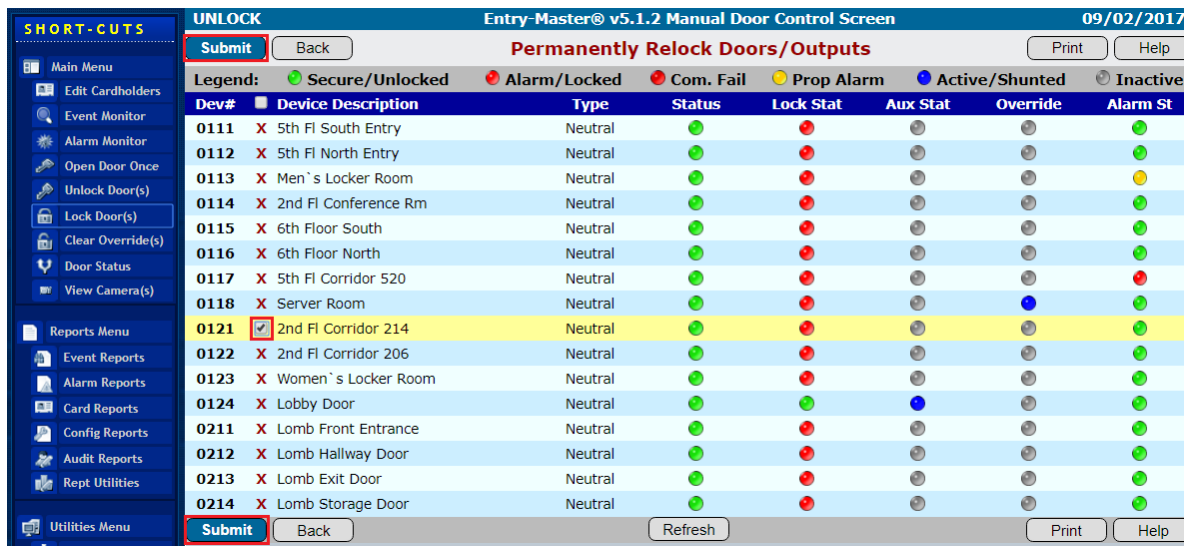 SHORT-CUTS
Main Menu
Edit Cardholders
Event Monitor
Alarm Monitor
Open Door Once
Unlock Door(s)
Lock Door(s)
Clear Override(s)
Door Status
View Camera(s)
Reports Menu
Event Reports
Alarm Reports
Card Reports
Config Reports
Audit Reports
Rept Utilities
Utilities Menu
UNLOCK Entry-Master® v5.1.2 Manual Door Control Screen 09/02/2017
Submit Back Permanently Relock Doors/Outputs Print Help
Legend: Secure/Unlocked Alarm/Locked Com. Fail Prop Alarm Active/Shunted Inactive
Dev# Device Description Type Status Lock Stat Aux Stat Override Alarm St
0111 X 5th Fl South Entry Neutral
0112 X 5th Fl North Entry Neutral
0113 X Men`s Locker Room Neutral
0114 X 2nd Fl Conference Rm Neutral
0115 X 6th Floor South Neutral
0116 X 6th Floor North Neutral
0117 X 5th Fl Corridor 520 Neutral
0118 X Server Room Neutral
0121 2nd Fl Corridor 214 Neutral
0122 X 2nd Fl Corridor 206 Neutral
0123 X Women`s Locker Room Neutral
0124 X Lobby Door Neutral
0211 X Lomb Front Entrance Neutral
0212 X Lomb Hallway Door Neutral
0213 X Lomb Exit Door Neutral
0214 X Lomb Storage Door Neutral
Submit Back Refresh Print Help